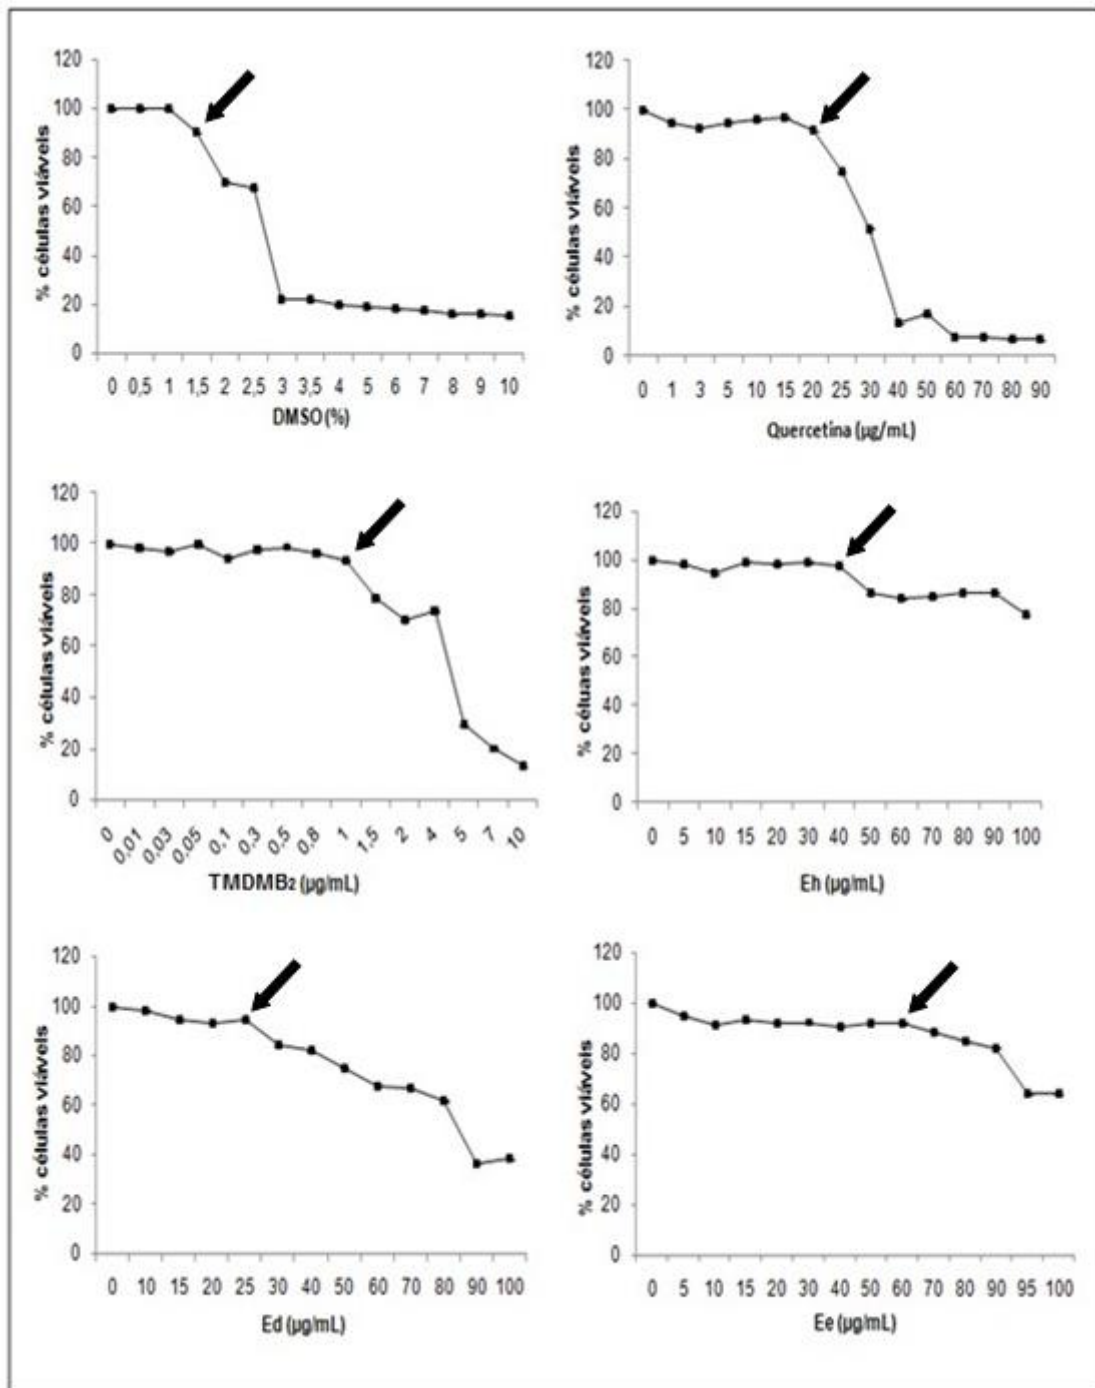 120
100
80
60
40
20
0
% células viáveis
0 0,5 1 1,5 2 2,5 3 3,5 4 5 6 7 8 9 10
DMSO (%)
120
100
80
60
40
20
0
% células viáveis
0 1 3 5 10 15 20 25 30 40 50 60 70 80 90
Quercetina (µg/mL)
120
100
80
60
40
20
0
% células viáveis
0 0,01 0,03 0,05 0,1 0,3 0,5 0,8 1 1,5 2 4 5 7 10
TMDMB₂ (µg/mL)
120
100
80
60
40
20
0
% céluas viáveis
0 5 10 15 20 30 40 50 60 70 80 90 100
Eh (µg/mL)
120
100
80
60
40
20
0
% células viáveis
0 10 15 20 25 30 40 50 60 70 80 90 100
Ed (µg/mL)
120
100
80
60
40
20
0
% células viáveis
0 5 10 15 20 30 40 50 60 70 80 90 95 100
Ee (µg/mL)